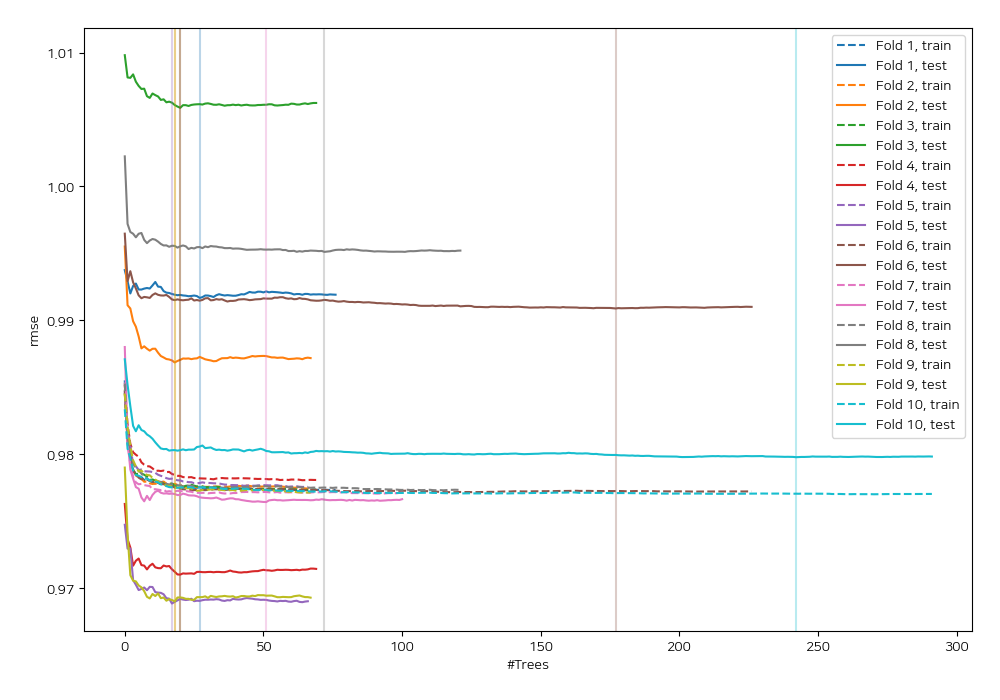 1,01
1,00
0,99
0,98
0,97
rmse
0
50
100
150
200
250
300
#Trees
Fold 1, train
Fold 1, test
Fold 2, train
Fold 2, test
Fold 3, train
Fold 3, test
Fold 4, train
Fold 4, test
Fold 5, train
Fold 5, test
Fold 6, train
Fold 6, test
Fold 7, train
Fold 7, test
Fold 8, train
Fold 8, test
Fold 9, train
Fold 9, test
Fold 10, train
Fold 10, test